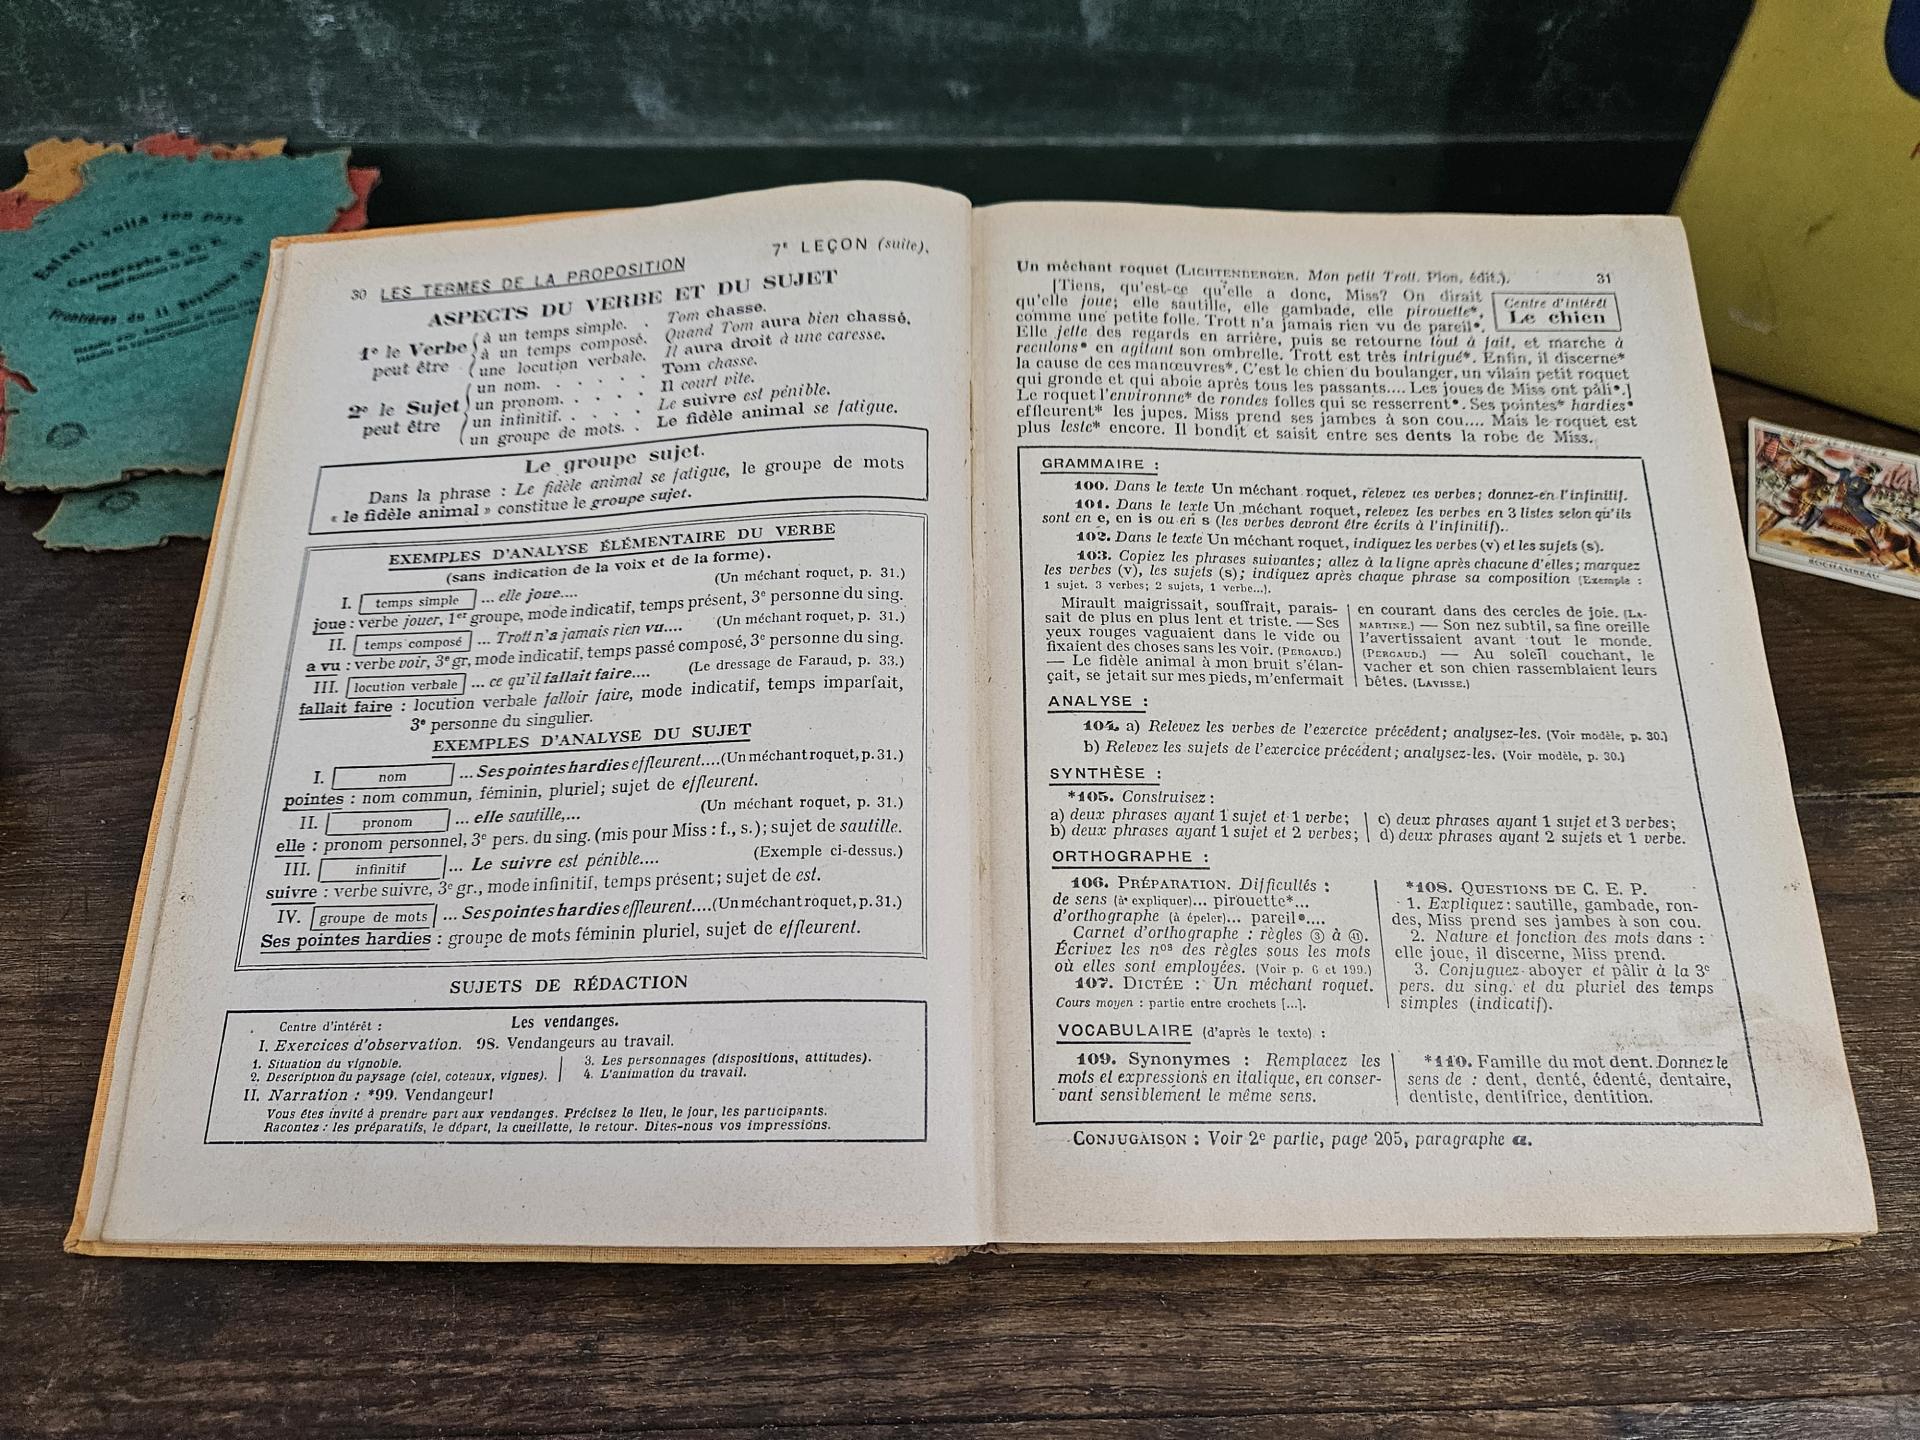 Enfant, voilà ton pays
Cartographe S.D.E.
Frontières du 11 Novembre
7e LEÇON (suite).
30 LES TERMES DE LA PROPOSITION
ASPECTS DU VERBE ET DU SUJET
1o le Verbe peut être
à un temps simple. . Tom chasse.
à un temps composé. Quand Tom aura bien chassé,
une locution verbale. Il aura droit à une caresse.
2o le Sujet peut être
un nom. . . . . . Tom chasse.
un pronom. . . . . Il court vite.
un infinitif. . . . . Le suivre est pénible.
un groupe de mots. . Le fidèle animal se fatigue.
Le groupe sujet.
Dans la phrase : Le fidèle animal se fatigue, le groupe de mots
« le fidèle animal » constitue le groupe sujet.
EXEMPLES D'ANALYSE ÉLÉMENTAIRE DU VERBE
(sans indication de la voix et de la forme).
(Un méchant roquet, p. 31.)
I. temps simple ... elle joue....
joue : verbe jouer, 1er groupe, mode indicatif, temps présent, 3e personne du sing.
(Un méchant roquet, p. 31.)
II. temps composé ... Trott n'a jamais rien vu....
a vu : verbe voir, 3e gr, mode indicatif, temps passé composé, 3e personne du sing.
(Le dressage de Faraud, p. 33.)
III. locution verbale ... ce qu'il fallait faire....
fallait faire : locution verbale falloir faire, mode indicatif, temps imparfait,
3e personne du singulier.
EXEMPLES D'ANALYSE DU SUJET
I. nom ... Ses pointes hardies effleurent....(Un méchant roquet, p. 31.)
pointes : nom commun, féminin, pluriel; sujet de effleurent.
II. pronom ... elle sautille,... (Un méchant roquet, p. 31.)
elle : pronom personnel, 3e pers. du sing. (mis pour Miss : f., s.); sujet de sautille.
III. infinitif ... Le suivre est pénible.... (Exemple ci-dessus.)
suivre : verbe suivre, 3e gr., mode infinitif, temps présent; sujet de est.
IV. groupe de mots ... Ses pointes hardies effleurent....(Un méchant roquet, p. 31.)
Ses pointes hardies : groupe de mots féminin pluriel, sujet de effleurent.
SUJETS DE RÉDACTION
Centre d'intérêt : Les vendanges.
I. Exercices d'observation. 98. Vendangeurs au travail.
1. Situation du vignoble.
2. Description du paysage (ciel, coteaux, vignes).
3. Les personnages (dispositions, attitudes).
4. L'animation du travail.
II. Narration : *99. Vendangeur!
Vous êtes invité à prendre part aux vendanges. Précisez le lieu, le jour, les participants.
Racontez : les préparatifs, le départ, la cueillette, le retour. Dites-nous vos impressions.
Un méchant roquet (LICHTENBERGER. Mon petit Trott. Plon, édit.). 31
[Tiens, qu'est-ce qu'elle a donc, Miss? On dirait
qu'elle joue; elle sautille, elle gambade, elle pirouette*,
comme une petite folle. Trott n'a jamais rien vu de pareil•.
Centre d'intérêt
Le chien
Elle jette des regards en arrière, puis se retourne tout à fait, et marche à
reculons* en agitant son ombrelle. Trott est très intrigué*. Enfin, il discerne*
la cause de ces manœuvres*. C'est le chien du boulanger, un vilain petit roquet
qui gronde et qui aboie après tous les passants.... Les joues de Miss ont pâli•.]
Le roquet l'environne* de rondes folles qui se resserrent•. Ses pointes* hardies•
effleurent* les jupes. Miss prend ses jambes à son cou.... Mais le roquet est
plus leste* encore. Il bondit et saisit entre ses dents la robe de Miss.
GRAMMAIRE :
100. Dans le texte Un méchant roquet, relevez les verbes; donnez-en l'infinitif.
101. Dans le texte Un méchant roquet, relevez les verbes en 3 listes selon qu'ils
sont en e, en is ou en s (les verbes devront être écrits à l'infinitif).
102. Dans le texte Un méchant roquet, indiquez les verbes (v) et les sujets (s).
103. Copiez les phrases suivantes; allez à la ligne après chacune d'elles; marquez
les verbes (v), les sujets (s); indiquez après chaque phrase sa composition (Exemple :
1 sujet, 3 verbes; 2 sujets, 1 verbe...).
Mirault maigrissait, souffrait, parais-
sait de plus en plus lent et triste. — Ses
yeux rouges vaguaient dans le vide ou
fixaient des choses sans les voir. (PERGAUD.)
— Le fidèle animal à mon bruit s'élan-
çait, se jetait sur mes pieds, m'enfermait
en courant dans des cercles de joie. (LA-
MARTINE.) — Son nez subtil, sa fine oreille
l'avertissaient avant tout le monde.
(PERGAUD.) — Au soleil couchant, le
vacher et son chien rassemblaient leurs
bêtes. (LAVISSE.)
ANALYSE :
104. a) Relevez les verbes de l'exercice précédent; analysez-les. (Voir modèle, p. 30.)
b) Relevez les sujets de l'exercice précédent; analysez-les. (Voir modèle, p. 30.)
SYNTHÈSE :
*105. Construisez :
a) deux phrases ayant 1 sujet et 1 verbe;
b) deux phrases ayant 1 sujet et 2 verbes;
c) deux phrases ayant 1 sujet et 3 verbes;
d) deux phrases ayant 2 sujets et 1 verbe.
ORTHOGRAPHE :
106. PRÉPARATION. Difficultés :
de sens (à expliquer)... pirouette*...
d'orthographe (à épeler)... pareil•....
Carnet d'orthographe : règles ③ à ⑪.
Écrivez les nos des règles sous les mots
où elles sont employées. (Voir p. 6 et 199.)
107. DICTÉE : Un méchant roquet.
Cours moyen : partie entre crochets [...].
*108. QUESTIONS DE C. E. P.
1. Expliquez : sautille, gambade, ron-
des, Miss prend ses jambes à son cou.
2. Nature et fonction des mots dans :
elle joue, il discerne, Miss prend.
3. Conjuguez aboyer et pâlir à la 3e
pers. du sing. et du pluriel des temps
simples (indicatif).
VOCABULAIRE (d'après le texte) :
109. Synonymes : Remplacez les
mots et expressions en italique, en conser-
vant sensiblement le même sens.
*110. Famille du mot dent. Donnez le
sens de : dent, denté, édenté, dentaire,
dentiste, dentifrice, dentition.
CONJUGAISON : Voir 2e partie, page 205, paragraphe a.
ROCHAMBEAU